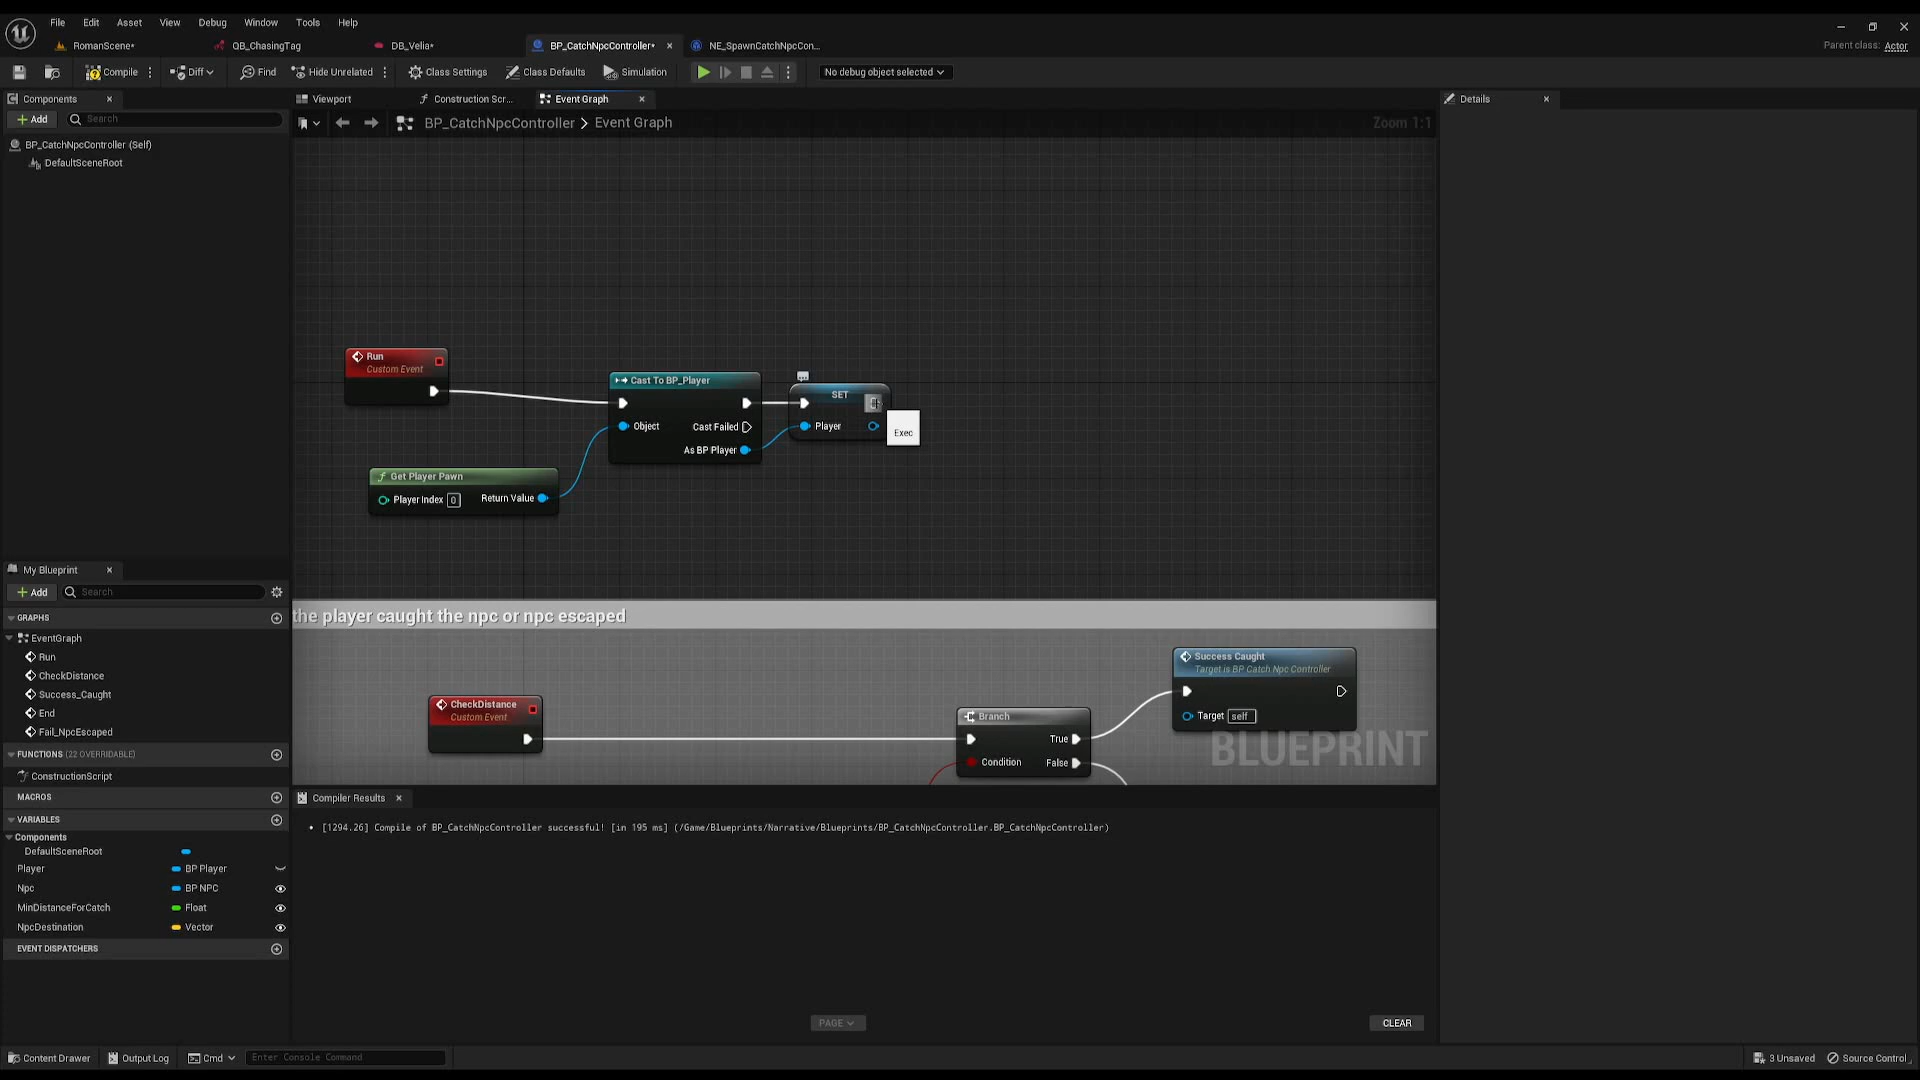 File Edit Asset View Debug Window Tools Help
RomanScene* QB_ChasingTag DB_Velia* BP_CatchNpcController* NE_SpawnCatchNpcCon...
Parent class: Actor
Compile Diff Find Hide Unrelated Class Settings Class Defaults Simulation No debug object selected
Components
Add Search
BP_CatchNpcController (Self)
DefaultSceneRoot
Viewport Construction Scr... Event Graph
BP_CatchNpcController > Event Graph Zoom 1:1
Details
Run
Custom Event
Cast To BP_Player
Object Cast Failed
As BP Player
SET
Player
Exec
Get Player Pawn
Player Index 0 Return Value
the player caught the npc or npc escaped
CheckDistance
Custom Event
Branch
True
Condition False
Success Caught
Target is BP Catch Npc Controller
Target self
BLUEPRINT
My Blueprint
Add Search
GRAPHS
EventGraph
Run
CheckDistance
Success_Caught
End
Fail_NpcEscaped
FUNCTIONS (22 OVERRIDABLE)
ConstructionScript
MACROS
VARIABLES
Components
DefaultSceneRoot
Player BP Player
Npc BP NPC
MinDistanceForCatch Float
NpcDestination Vector
EVENT DISPATCHERS
Compiler Results
[1294.26] Compile of BP_CatchNpcController successful! [in 195 ms] (/Game/Blueprints/Narrative/Blueprints/BP_CatchNpcController.BP_CatchNpcController)
PAGE CLEAR
Content Drawer Output Log Cmd Enter Console Command 3 Unsaved Source Control